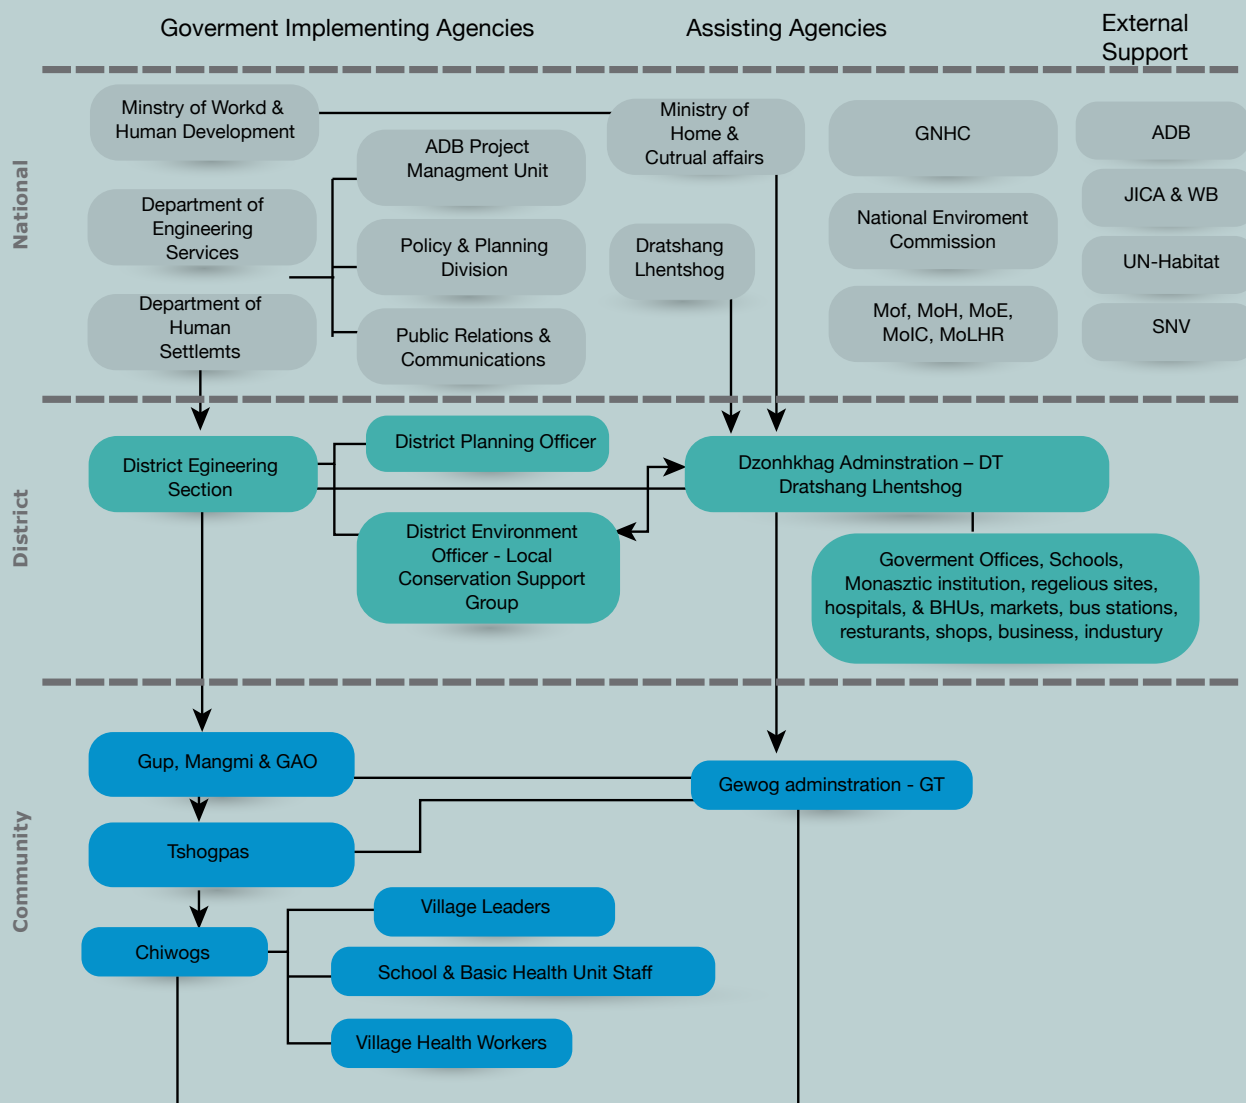 Goverment Implementing Agencies
Assisting Agencies
External
Support
National
Minstry of Workd &
Human Development
Department of
Engineering
Services
Department of
Human
Settlemts
ADB Project
Managment Unit
Policy & Planning
Division
Public Relations &
Communications
Ministry of
Home &
Cutrual affairs
Dratshang
Lhentshog
GNHC
National Enviroment
Commission
Mof, MoH, MoE,
MoIC, MoLHR
ADB
JICA & WB
UN-Habitat
SNV
District
District Egineering
Section
District Planning Officer
District Environment
Officer - Local
Conservation Support
Group
Dzonhkhag Adminstration – DT
Dratshang Lhentshog
Goverment Offices, Schools,
Monasztic institution, regelious sites,
hospitals, & BHUs, markets, bus stations,
resturants, shops, business, industury
Community
Gup, Mangmi & GAO
Tshogpas
Chiwogs
Village Leaders
School & Basic Health Unit Staff
Village Health Workers
Gewog adminstration - GT